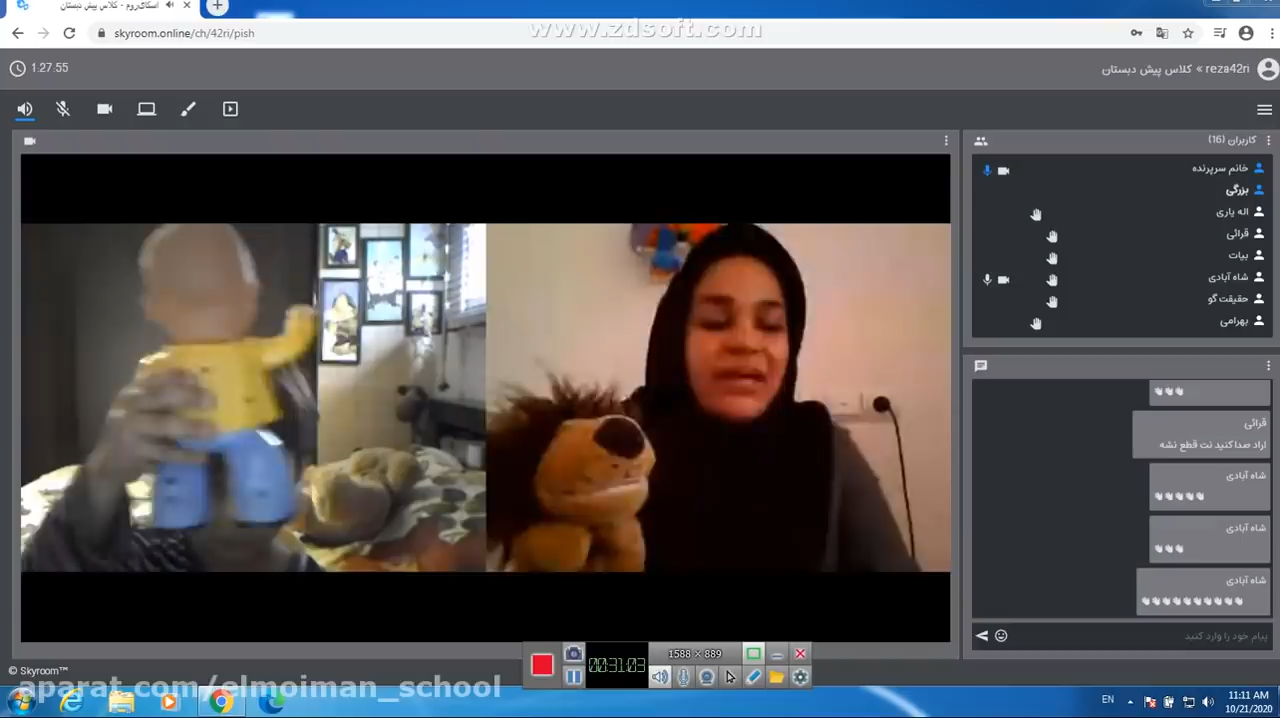 اسکای‌روم - کلاس پیش دبستان
skyroom.online/ch/42ri/pish
www.zdsoft.com
1:27:55
reza42ri » کلاس پیش دبستان
کاربران (16)
خانم سرپرنده
بزرگی
اله یاری
قرائی
بیات
شاه آبادی
حقیقت گو
بهرامی
قرائی
اراد صداکنید نت قطع نشه
شاه آبادی
شاه آبادی
شاه آبادی
پیام خود را وارد کنید
© Skyroom™
00:31:03
1588 × 889
aparat.com/elmoiman_school
EN
11:11 AM
10/21/2020